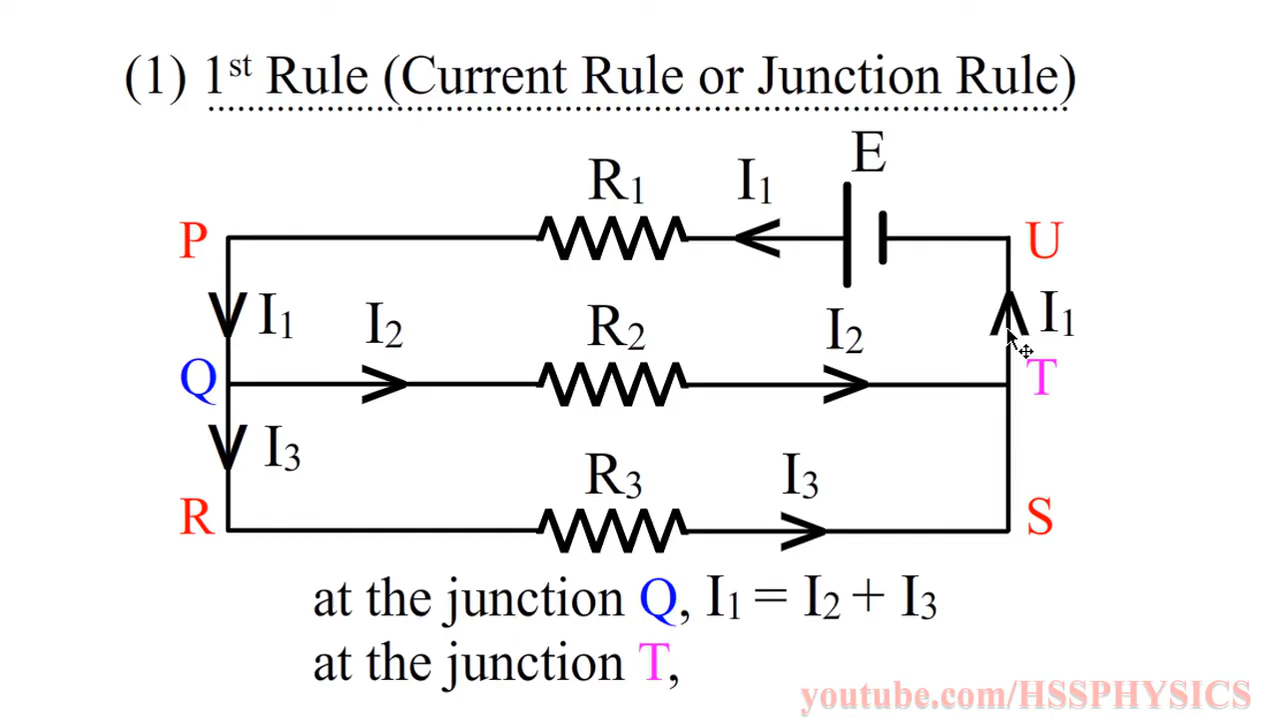 (1) 1st Rule (Current Rule or Junction Rule)
E
R1 I1
P U
I1 I2 R2 I2 I1
Q T
I3 R3 I3
R S
at the junction Q, I1 = I2 + I3
at the junction T,
youtube.com/HSSPHYSICS